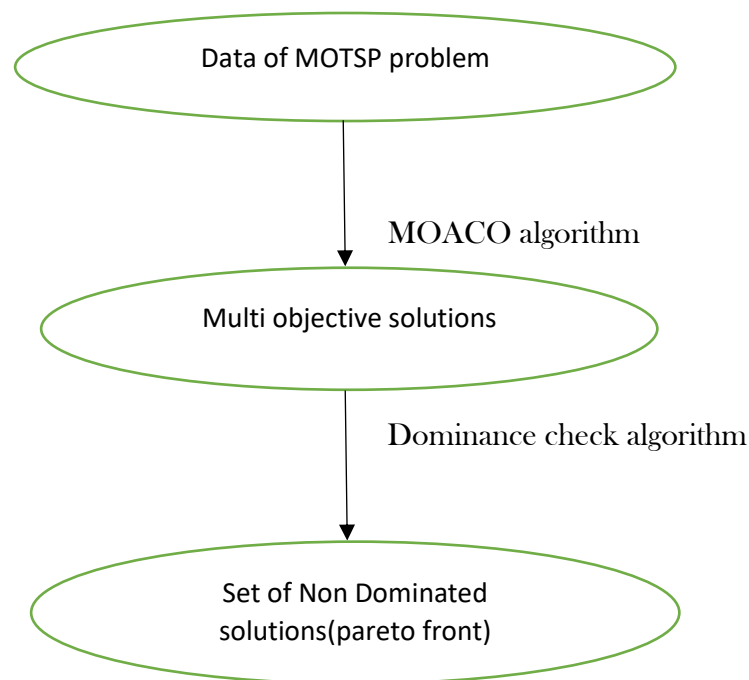 Data of MOTSP problem
MOACO algorithm
Multi objective solutions
Dominance check algorithm
Set of Non Dominated
solutions(pareto front)